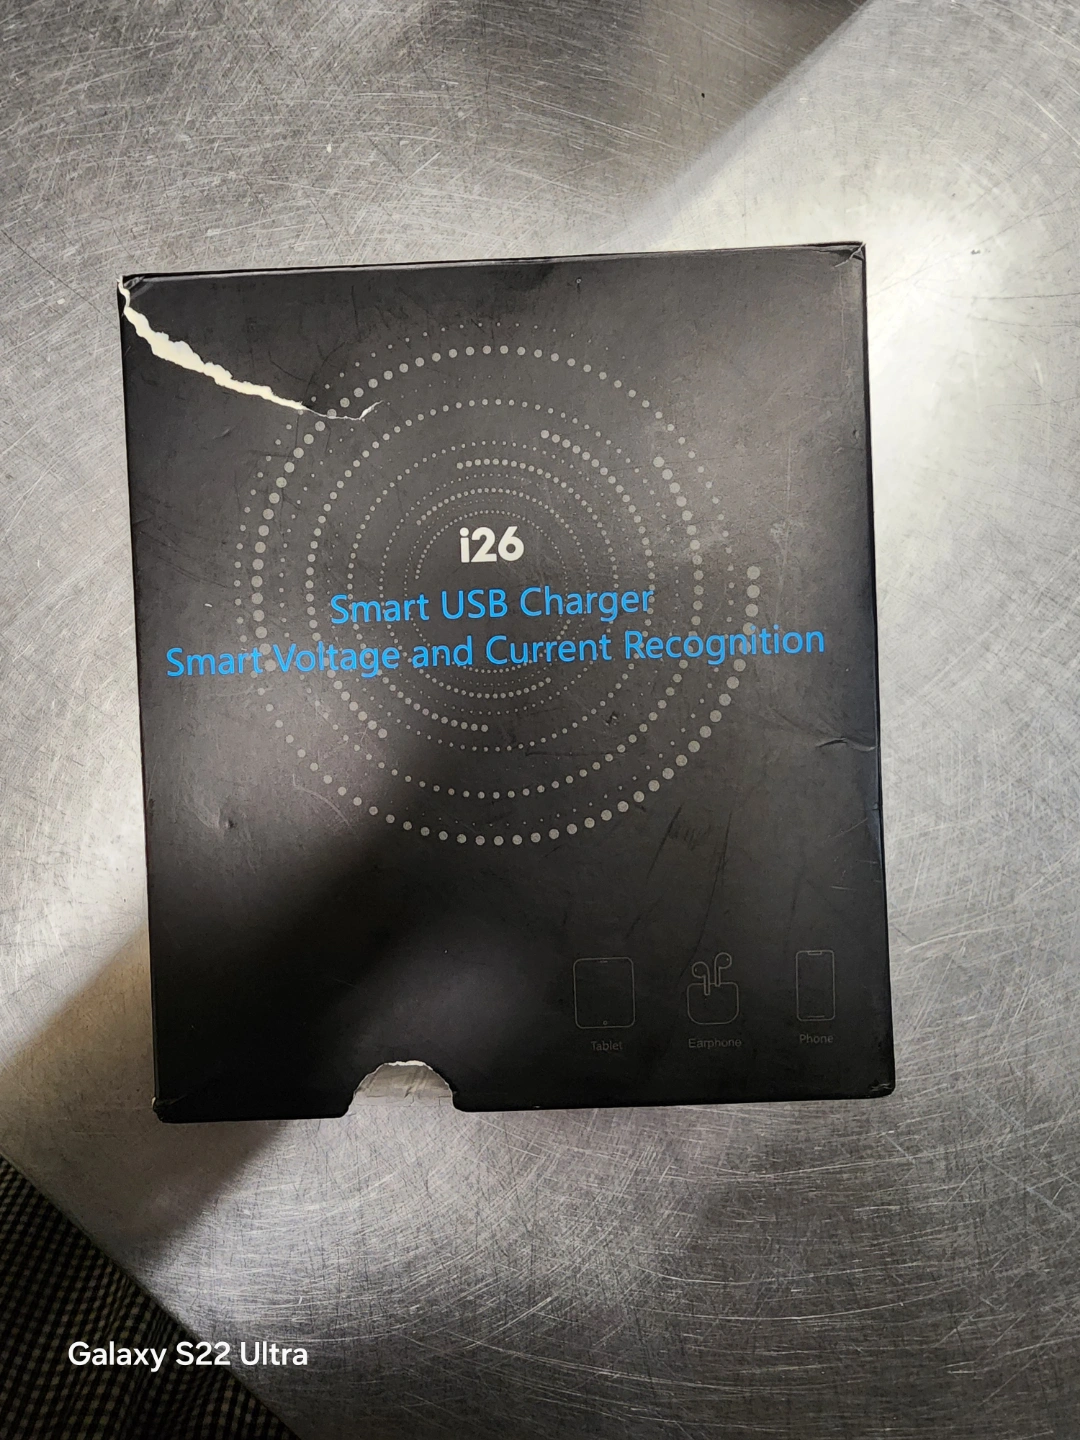 i26
Smart USB Charger
Smart Voltage and Current Recognition
Tablet
Earphone
Phone
Galaxy S22 Ultra